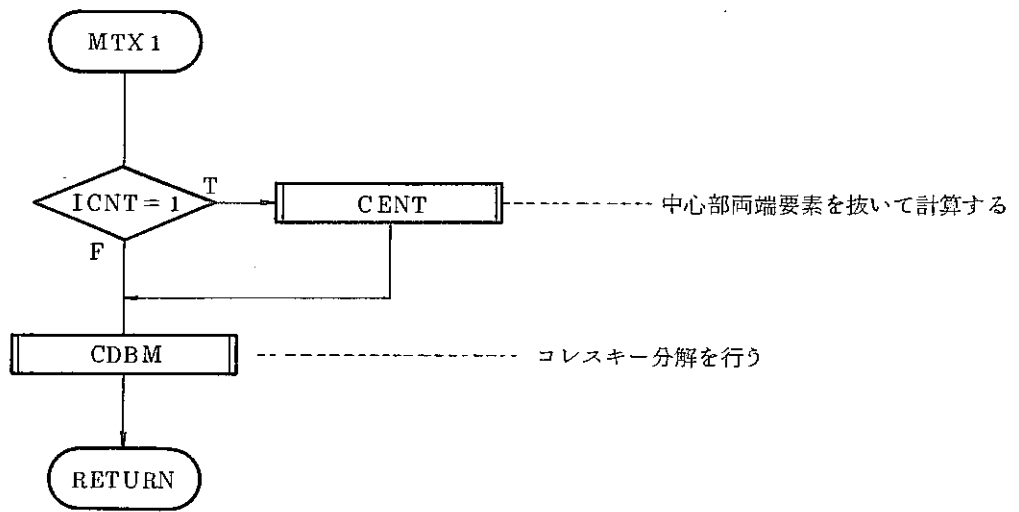 MTX1
ICNT=1
T
CENT
中心部両端要素を抜いて計算する
F
CDBM
コレスキー分解を行う
RETURN